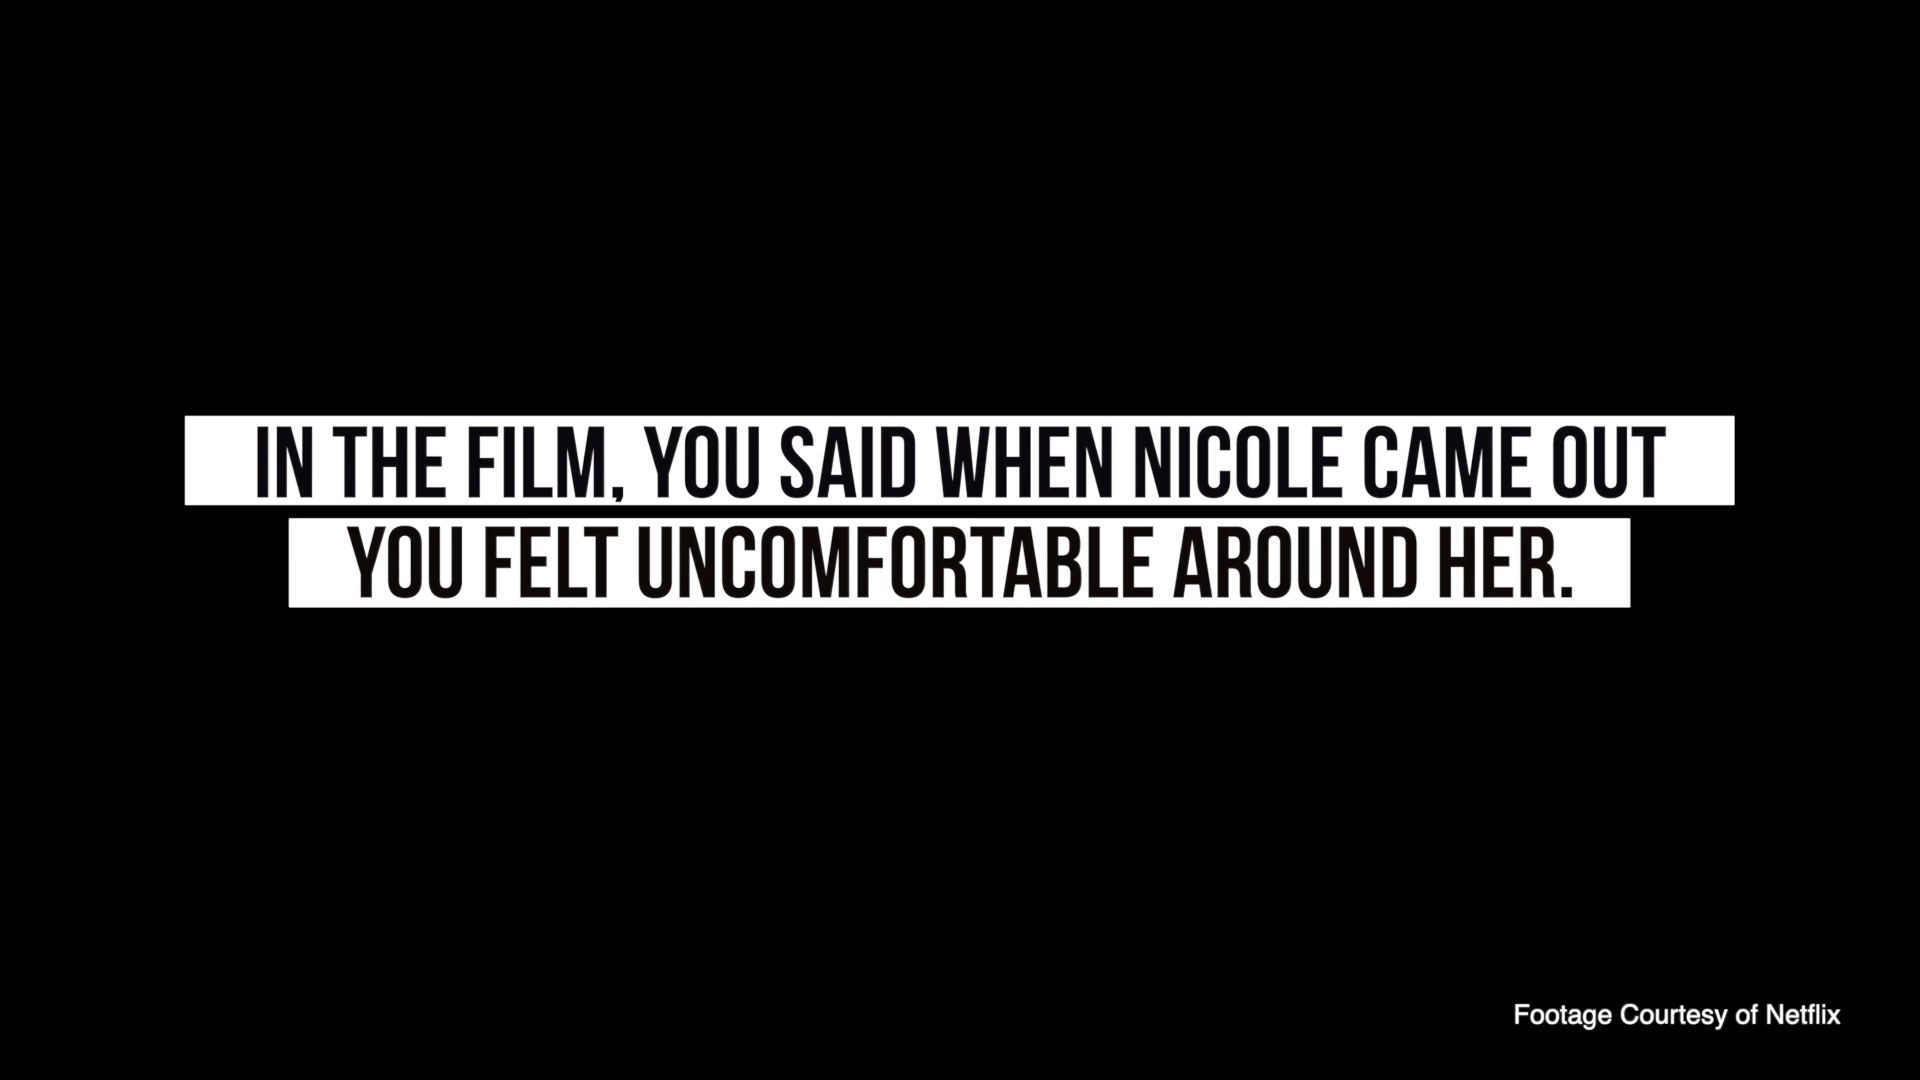 IN THE FILM, YOU SAID WHEN NICOLE CAME OUT
YOU FELT UNCOMFORTABLE AROUND HER.
Footage Courtesy of Netflix